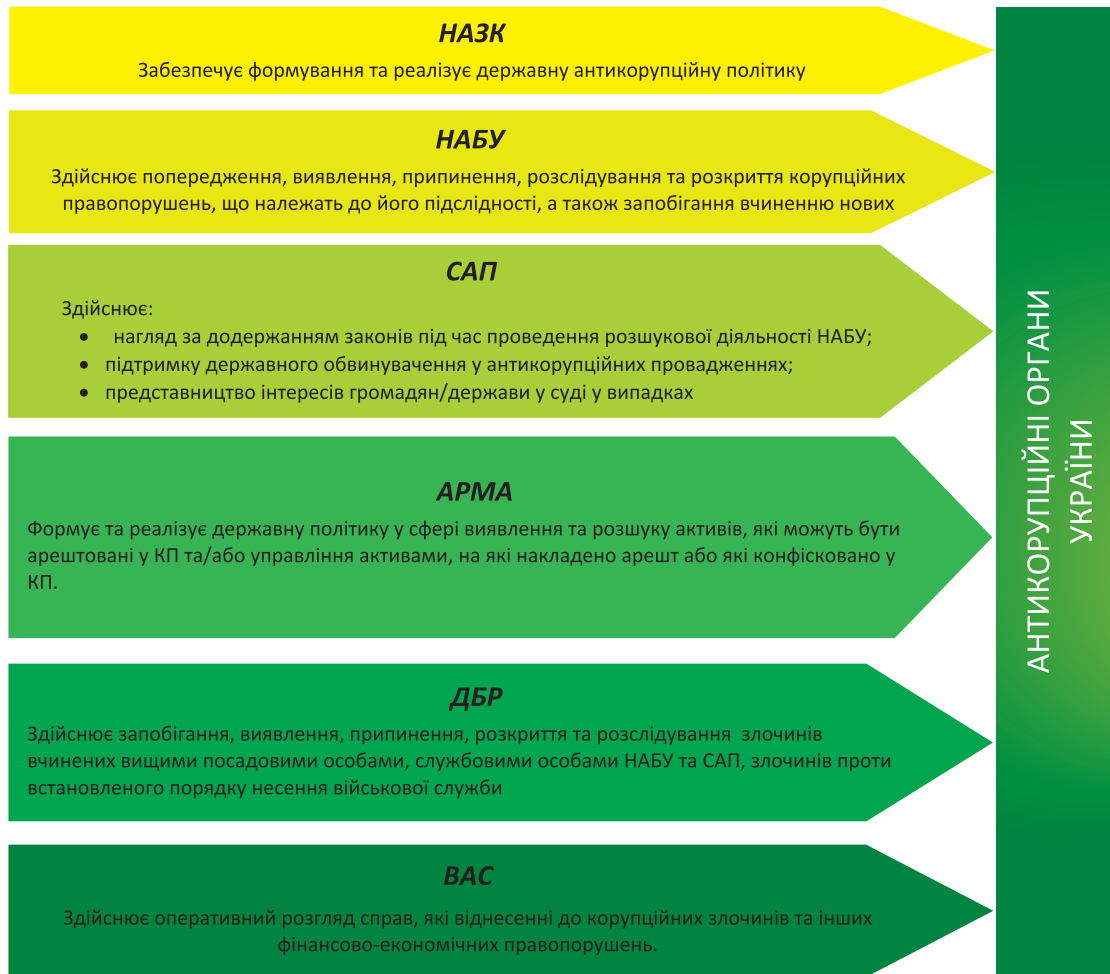 НАЗК
Забезпечує формування та реалізує державну антикорупційну політику
НАБУ
Здійснює попередження, виявлення, припинення, розслідування та розкриття корупційних
правопорушень, що належать до його підслідності, а також запобігання вчиненню нових
САП
Здійснює:
• нагляд за додержанням законів під час проведення розшукової діяльності НАБУ;
• підтримку державного обвинувачення у антикорупційних провадженнях;
• представництво інтересів громадян/держави у суді у випадках
АРМА
Формує та реалізує державну політику у сфері виявлення та розшуку активів, які можуть бути
арештовані у КП та/або управління активами, на які накладено арешт або які конфісковано у
КП.
ДБР
Здійснює запобігання, виявлення, припинення, розкриття та розслідування злочинів
вчинених вищими посадовими особами, службовими особами НАБУ та САП, злочинів проти
встановленого порядку несення військової служби
ВАС
Здійснює оперативний розгляд справ, які віднесенні до корупційних злочинів та інших
фінансово-економічних правопорушень.
АНТИКОРУПЦІЙНІ ОРГАНИ
УКРАЇНИ